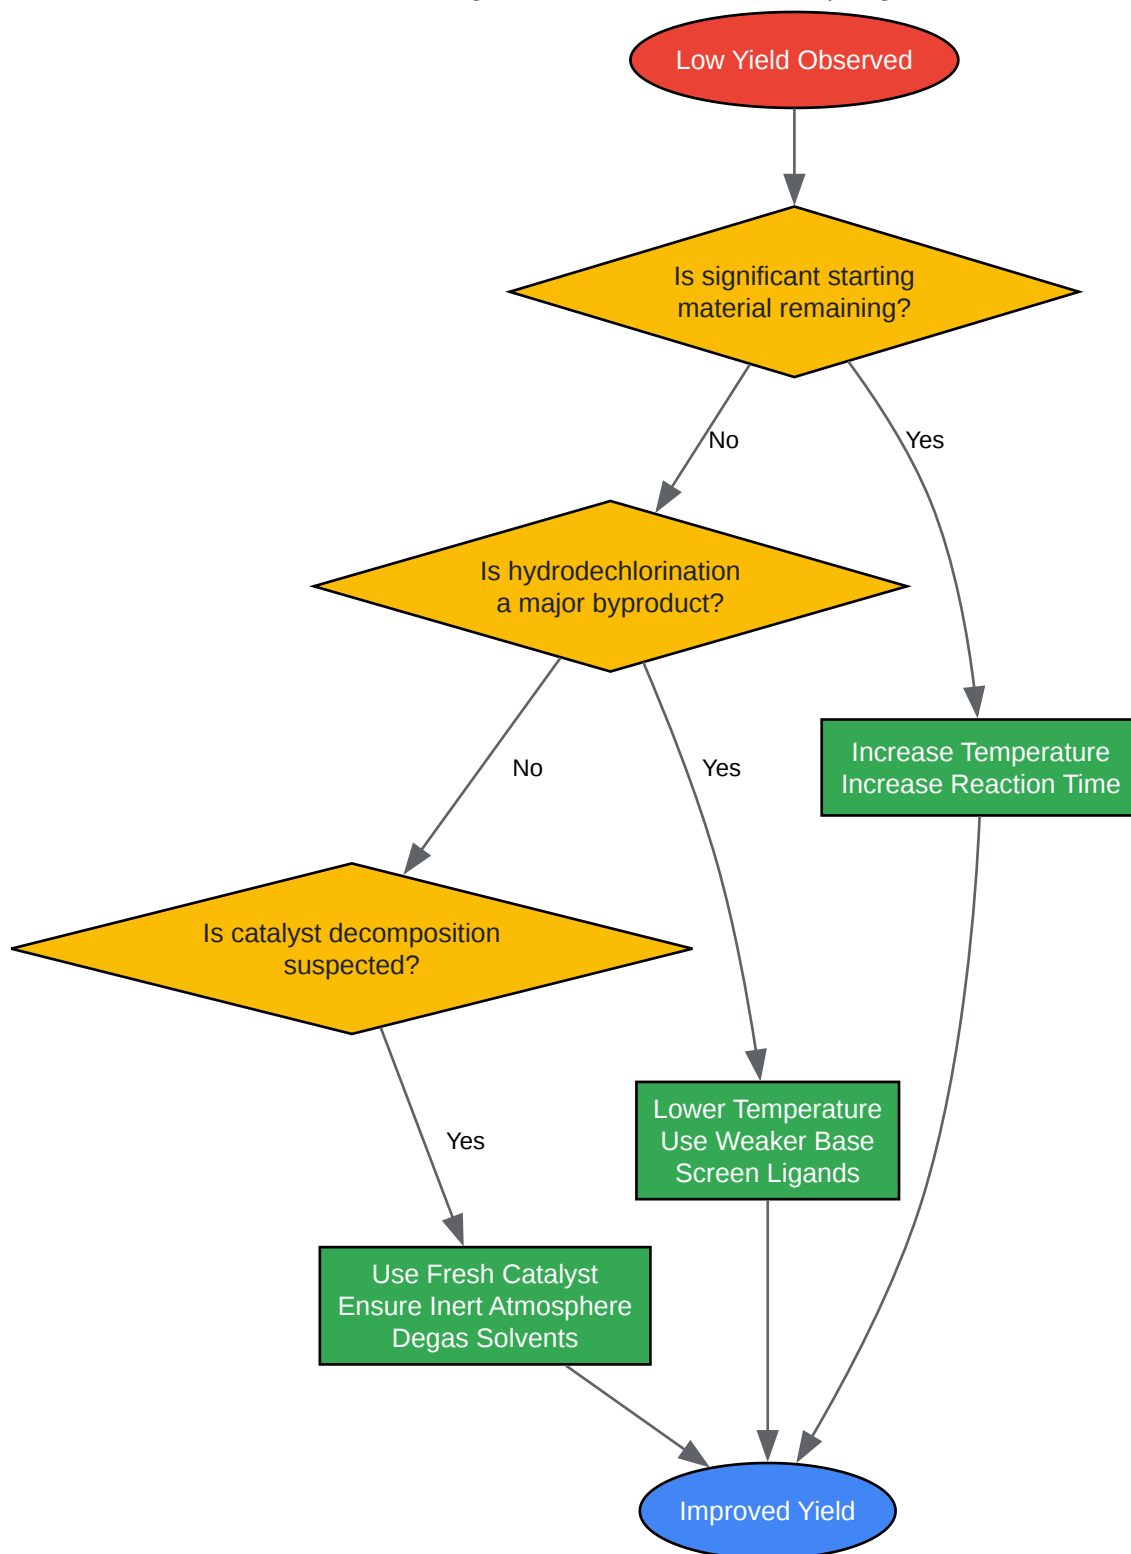 Low Yield Observed
Is significant starting
material remaining?
No
Yes
Is hydrodechlorination
a major byproduct?
No
Yes
Increase Temperature
Increase Reaction Time
Is catalyst decomposition
suspected?
Yes
Lower Temperature
Use Weaker Base
Screen Ligands
Use Fresh Catalyst
Ensure Inert Atmosphere
Degas Solvents
Improved Yield